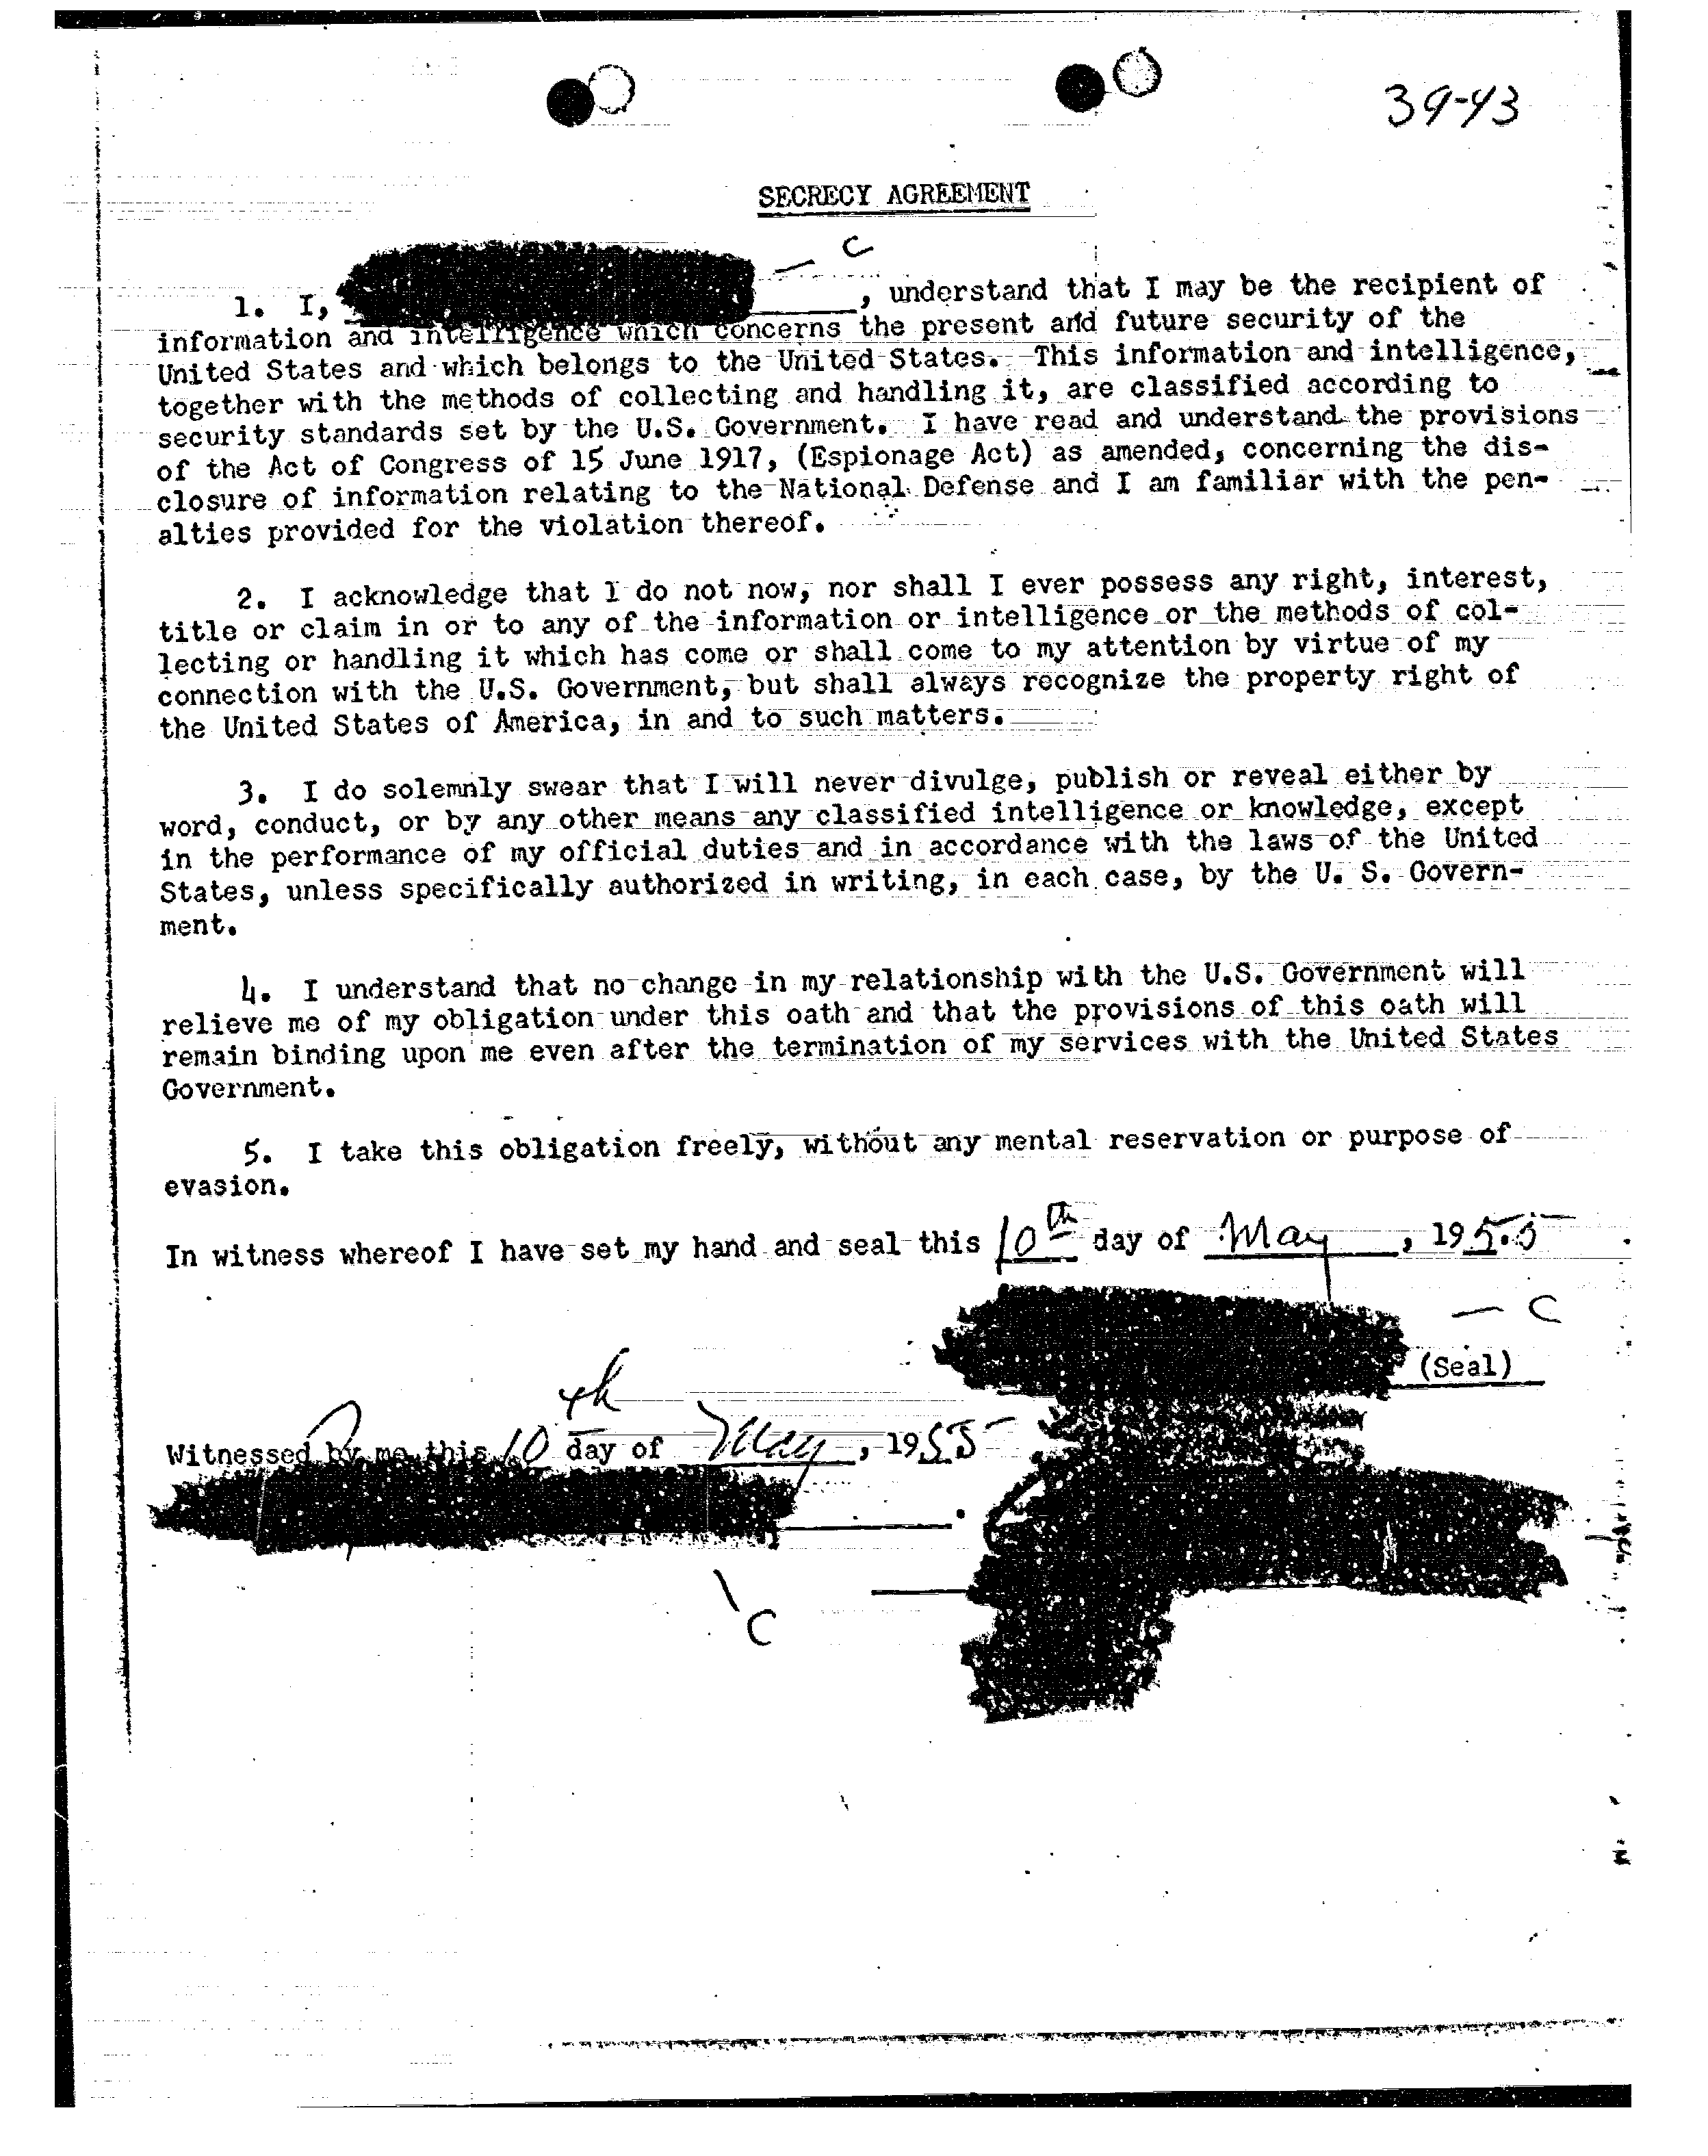 39-43
SECRECY AGREEMENT
C
1. I, , understand that I may be the recipient of
information and intelligence which concerns the present and future security of the
United States and which belongs to the United States. This information and intelligence,
together with the methods of collecting and handling it, are classified according to
security standards set by the U.S. Government. I have read and understand the provisions
of the Act of Congress of 15 June 1917, (Espionage Act) as amended, concerning the dis-
closure of information relating to the National Defense and I am familiar with the pen-
alties provided for the violation thereof.
2. I acknowledge that I do not now, nor shall I ever possess any right, interest,
title or claim in or to any of the information or intelligence or the methods of col-
lecting or handling it which has come or shall come to my attention by virtue of my
connection with the U.S. Government, but shall always recognize the property right of
the United States of America, in and to such matters.
3. I do solemnly swear that I will never divulge, publish or reveal either by
word, conduct, or by any other means any classified intelligence or knowledge, except
in the performance of my official duties and in accordance with the laws of the United
States, unless specifically authorized in writing, in each case, by the U. S. Govern-
ment.
4. I understand that no change in my relationship with the U.S. Government will
relieve me of my obligation under this oath and that the provisions of this oath will
remain binding upon me even after the termination of my services with the United States
Government.
5. I take this obligation freely, without any mental reservation or purpose of
evasion.
In witness whereof I have set my hand and seal this 10th day of May, 1955
C
(Seal)
Witnessed by me this 10th day of May, 1955
C